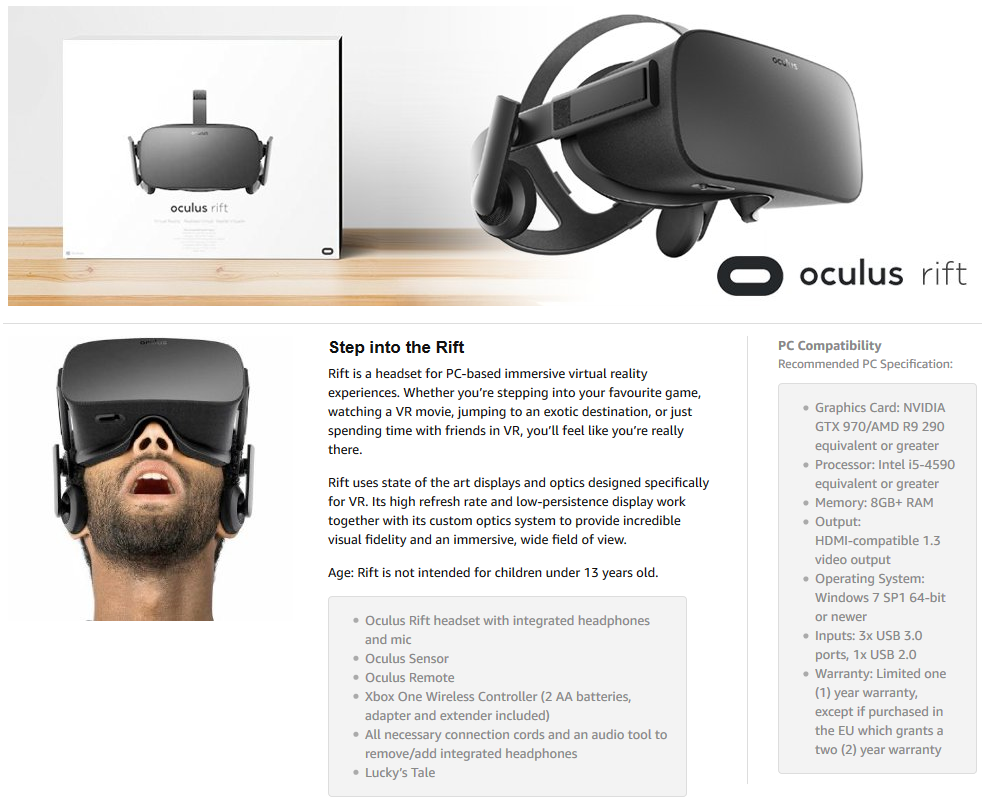 oculus
oculus rift
oculus
oculus rift
oculus
Step into the Rift
Rift is a headset for PC-based immersive virtual reality
experiences. Whether you’re stepping into your favourite game,
watching a VR movie, jumping to an exotic destination, or just
spending time with friends in VR, you’ll feel like you’re really
there.
Rift uses state of the art displays and optics designed specifically
for VR. Its high refresh rate and low-persistence display work
together with its custom optics system to provide incredible
visual fidelity and an immersive, wide field of view.
Age: Rift is not intended for children under 13 years old.
Oculus Rift headset with integrated headphones
and mic
Oculus Sensor
Oculus Remote
Xbox One Wireless Controller (2 AA batteries,
adapter and extender included)
All necessary connection cords and an audio tool to
remove/add integrated headphones
Lucky’s Tale
PC Compatibility
Recommended PC Specification:
Graphics Card: NVIDIA
GTX 970/AMD R9 290
equivalent or greater
Processor: Intel i5-4590
equivalent or greater
Memory: 8GB+ RAM
Output:
HDMI-compatible 1.3
video output
Operating System:
Windows 7 SP1 64-bit
or newer
Inputs: 3x USB 3.0
ports, 1x USB 2.0
Warranty: Limited one
(1) year warranty,
except if purchased in
the EU which grants a
two (2) year warranty